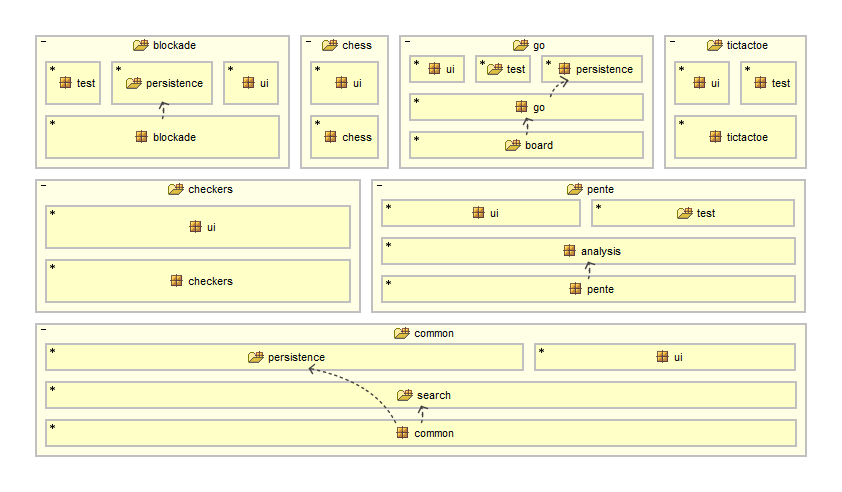 blockade
test
persistence
ui
blockade
chess
ui
chess
go
ui
test
persistence
go
board
tictactoe
ui
test
tictactoe
checkers
ui
checkers
pente
ui
test
analysis
pente
common
persistence
ui
search
common